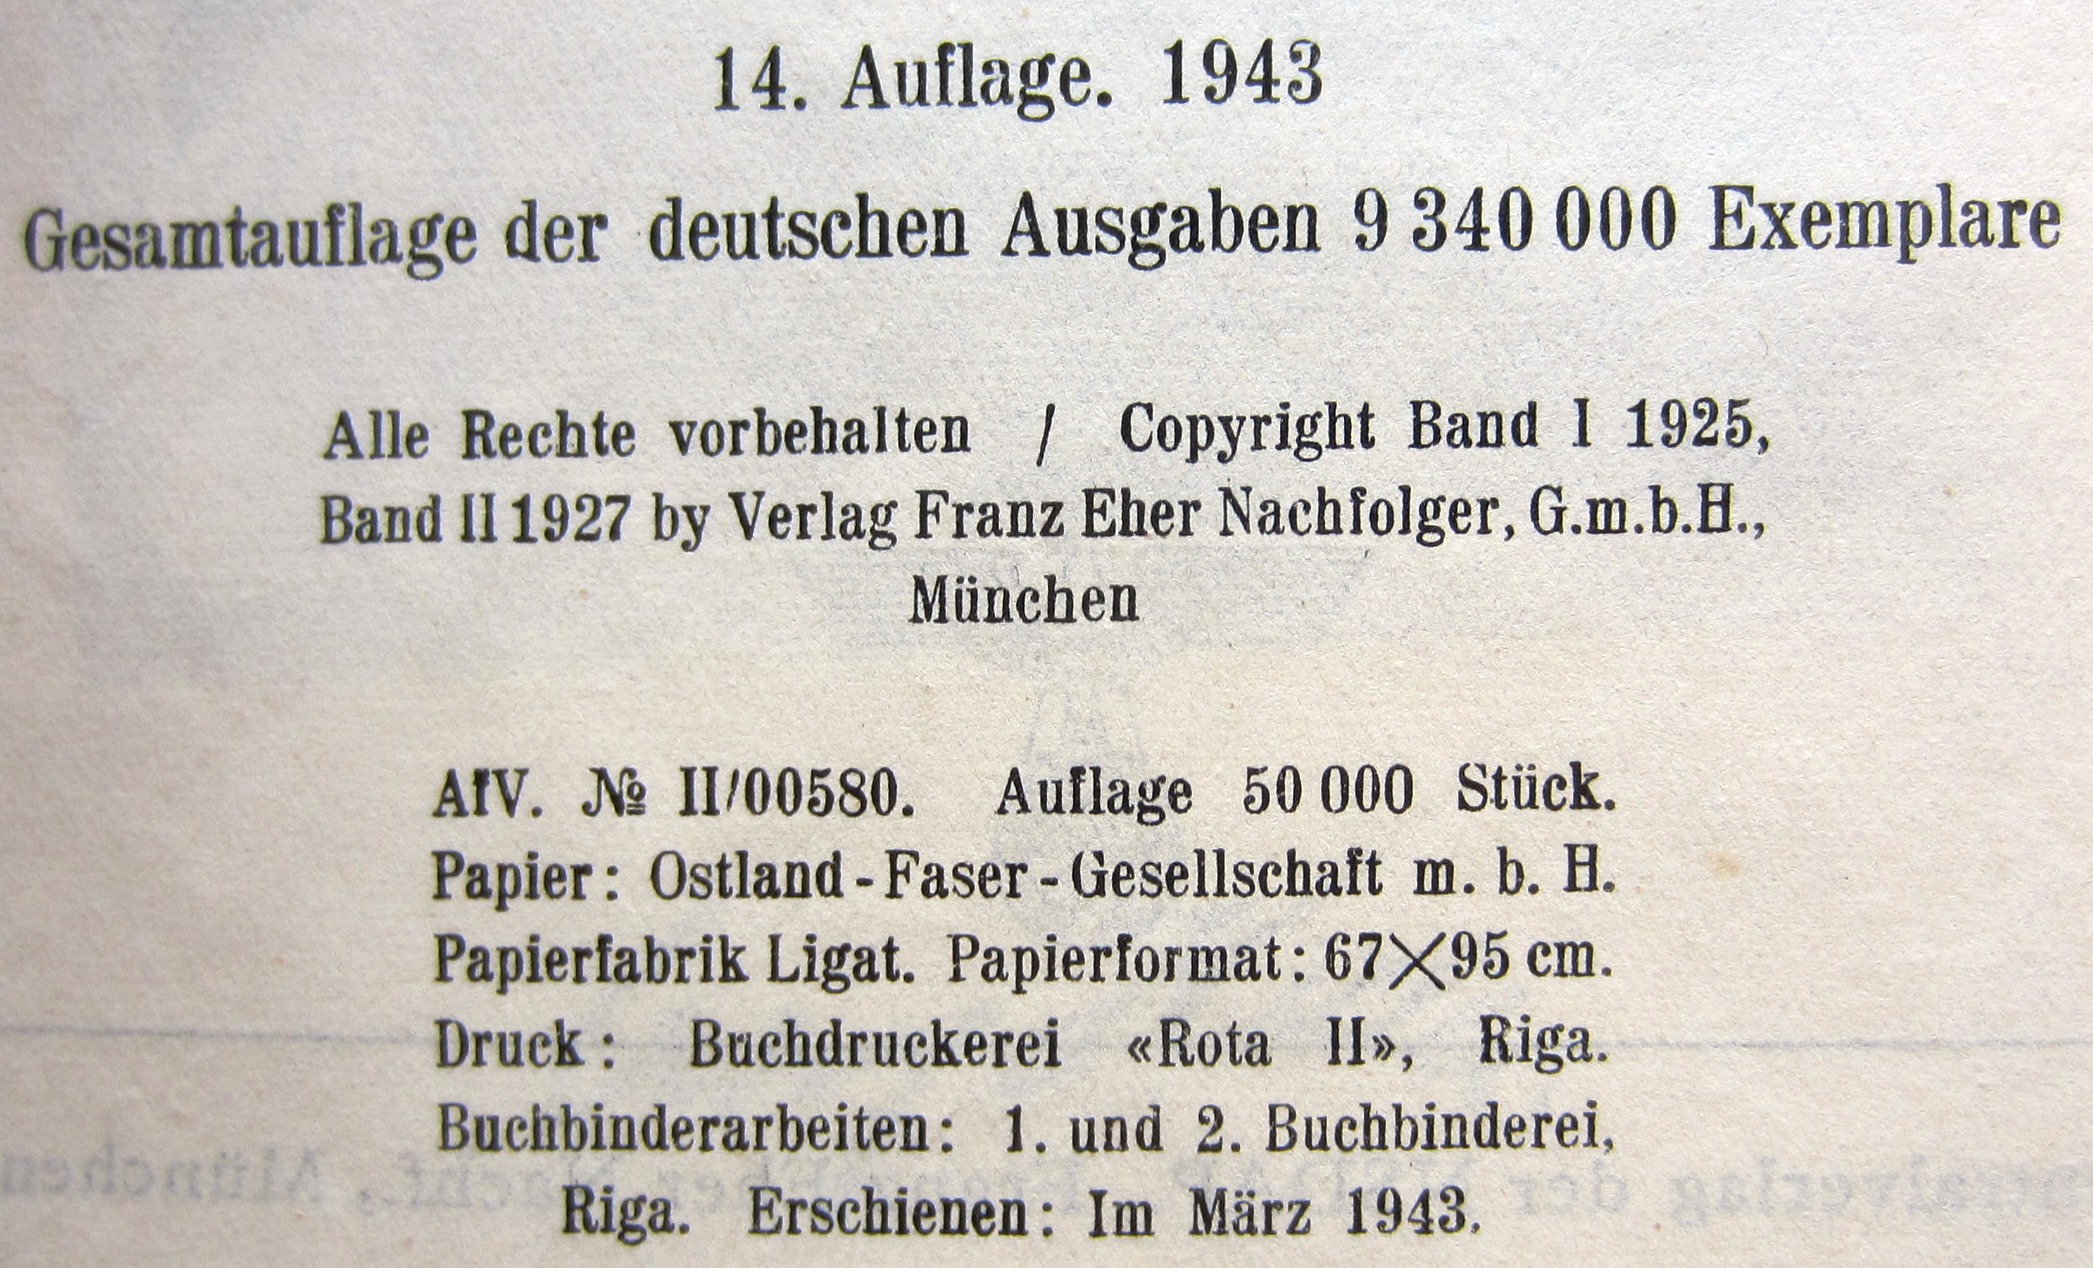 14. Auflage. 1943
Gesamtauflage der deutschen Ausgaben 9 340 000 Exemplare
Alle Rechte vorbehalten / Copyright Band I 1925,
Band II 1927 by Verlag Franz Eher Nachfolger, G.m.b.H.,
München
AfV. № II/00580. Auflage 50 000 Stück.
Papier: Ostland-Faser-Gesellschaft m. b. H.
Papierfabrik Ligat. Papierformat: 67×95 cm.
Druck: Buchdruckerei «Rota II», Riga.
Buchbinderarbeiten: 1. und 2. Buchbinderei,
Riga. Erschienen: Im März 1943.